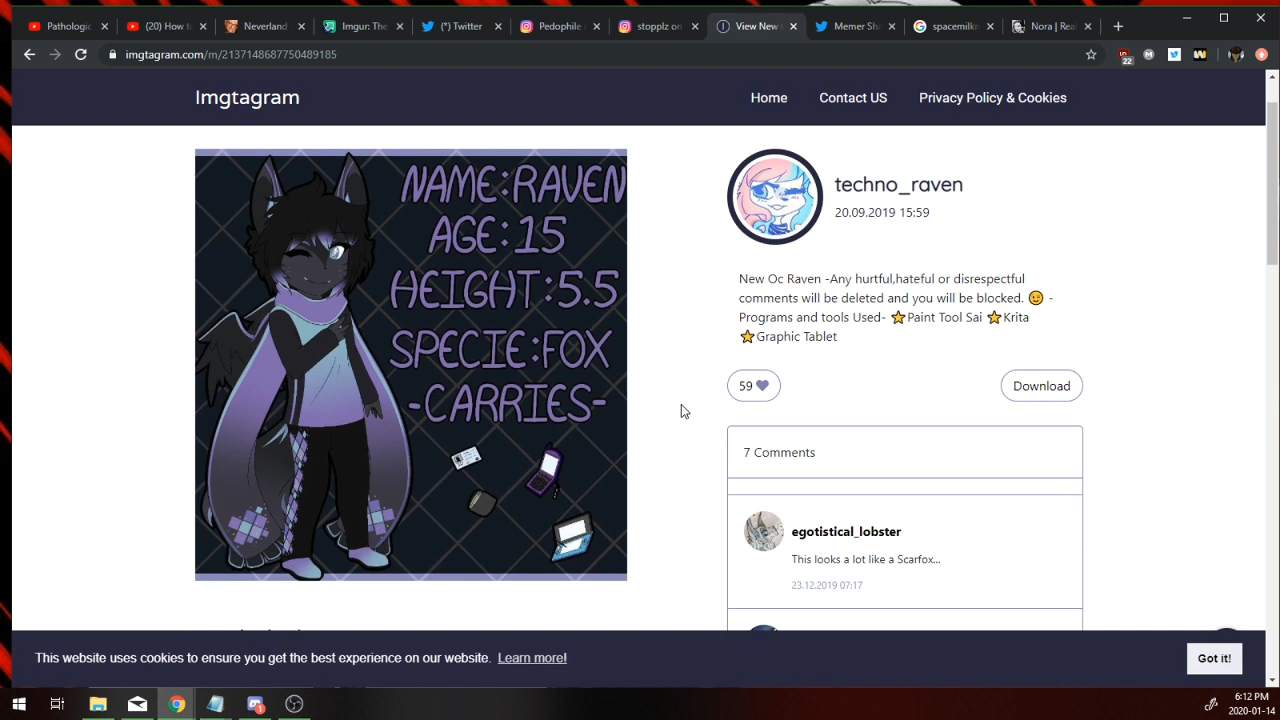 Pathologic
(20) How to
Neverland
Imgur: The
(*) Twitter
Pedophile
stopplz on
View New
Memer Sha
spacemilk
Nora | Real
imgtagram.com/m/2137148687750489185
22
Imgtagram
Home
Contact US
Privacy Policy & Cookies
NAME:RAVEN
AGE:15
HEIGHT:5.5
SPECIE:FOX
-CARRIES-
techno_raven
20.09.2019 15:59
New Oc Raven -Any hurtful,hateful or disrespectful
comments will be deleted and you will be blocked. 😉 -
Programs and tools Used- ⭐Paint Tool Sai ⭐Krita
⭐Graphic Tablet
59
Download
7 Comments
egotistical_lobster
This looks a lot like a Scarfox...
23.12.2019 07:17
This website uses cookies to ensure you get the best experience on our website. Learn more!
Got it!
6:12 PM
2020-01-14